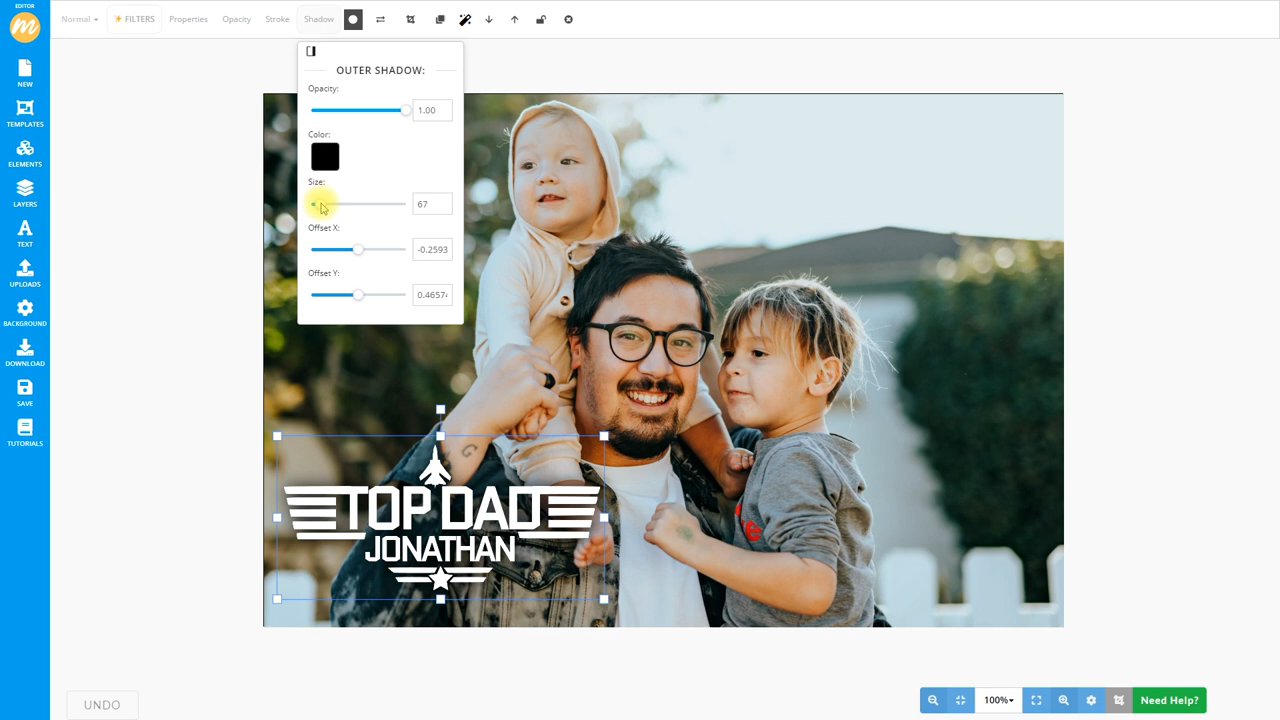 EDITOR
m
Normal
FILTERS
Properties
Opacity
Stroke
Shadow
NEW
TEMPLATES
ELEMENTS
LAYERS
TEXT
UPLOADS
BACKGROUND
DOWNLOAD
SAVE
TUTORIALS
OUTER SHADOW:
Opacity:
1.00
Color:
Size:
67
Offset X:
-0.2593
Offset Y:
TOP DAD
JONATHAN
UNDO
100%
Need Help?